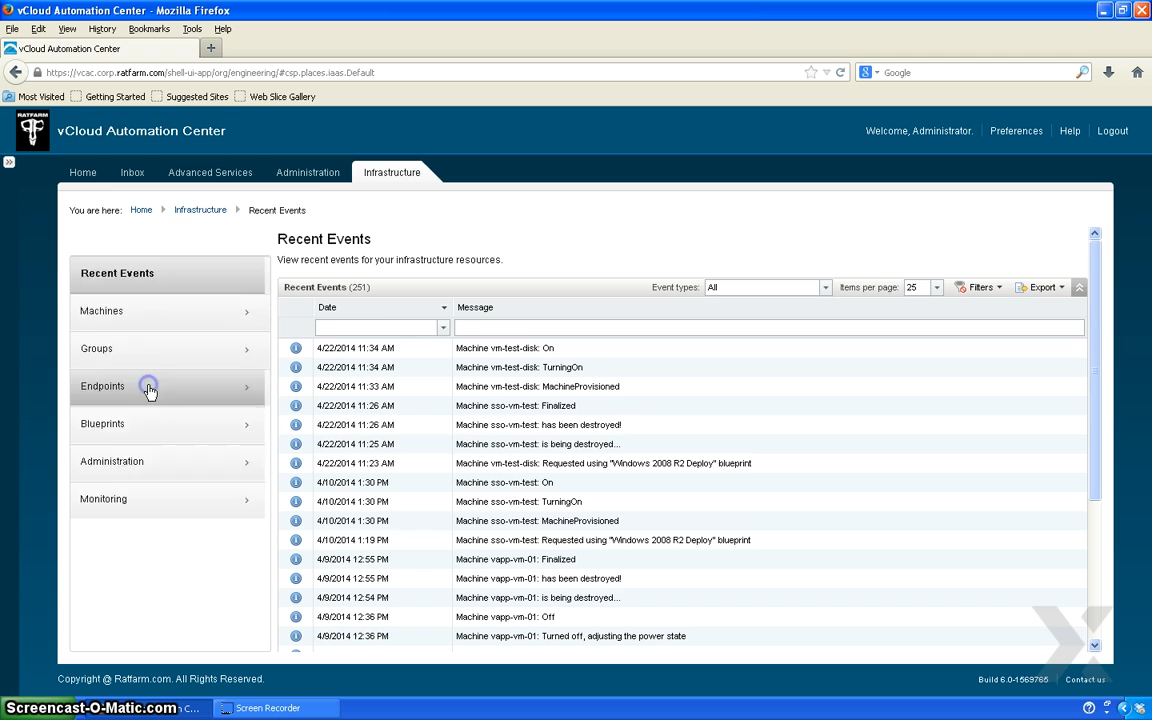 vCloud Automation Center - Mozilla Firefox
File Edit View History Bookmarks Tools Help
vCloud Automation Center
https://vcac.corp.ratfarm.com/shell-ui-app/org/engineering/#csp.places.iaas.Default
Google
Most Visited Getting Started Suggested Sites Web Slice Gallery
RATFARM
vCloud Automation Center
Welcome, Administrator. Preferences Help Logout
Home Inbox Advanced Services Administration Infrastructure
You are here: Home Infrastructure Recent Events
Recent Events
Machines
Groups
Endpoints
Blueprints
Administration
Monitoring
Recent Events
View recent events for your infrastructure resources.
Recent Events (251) Event types: All Items per page: 25 Filters Export
Date Message
4/22/2014 11:34 AM Machine vm-test-disk: On
4/22/2014 11:34 AM Machine vm-test-disk: TurningOn
4/22/2014 11:33 AM Machine vm-test-disk: MachineProvisioned
4/22/2014 11:26 AM Machine sso-vm-test: Finalized
4/22/2014 11:26 AM Machine sso-vm-test: has been destroyed!
4/22/2014 11:25 AM Machine sso-vm-test: is being destroyed...
4/22/2014 11:23 AM Machine vm-test-disk: Requested using "Windows 2008 R2 Deploy" blueprint
4/10/2014 1:30 PM Machine sso-vm-test: On
4/10/2014 1:30 PM Machine sso-vm-test: TurningOn
4/10/2014 1:30 PM Machine sso-vm-test: MachineProvisioned
4/10/2014 1:19 PM Machine sso-vm-test: Requested using "Windows 2008 R2 Deploy" blueprint
4/9/2014 12:55 PM Machine vapp-vm-01: Finalized
4/9/2014 12:55 PM Machine vapp-vm-01: has been destroyed!
4/9/2014 12:54 PM Machine vapp-vm-01: is being destroyed...
4/9/2014 12:36 PM Machine vapp-vm-01: Off
4/9/2014 12:36 PM Machine vapp-vm-01: Turned off, adjusting the power state
Copyright @ Ratfarm.com. All Rights Reserved.
Build 6.0-1569765 Contact us
Screencast-O-Matic.com n C... Screen Recorder